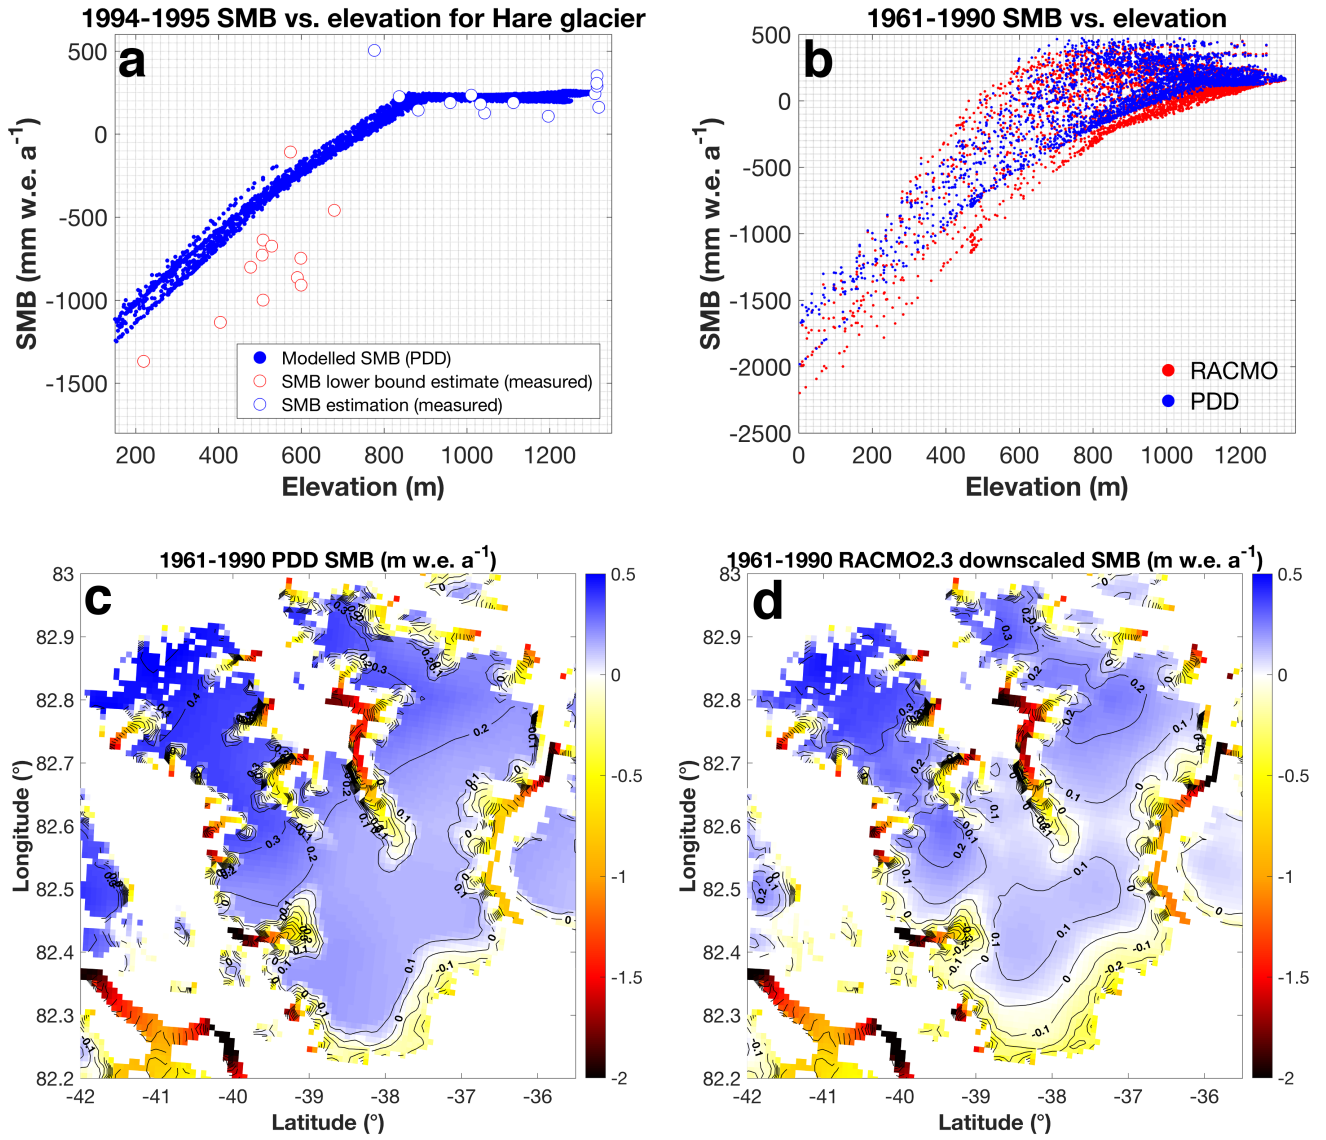 1994-1995 SMB vs. elevation for Hare glacier
a
500
0
-500
-1000
-1500
SMB (mm w.e. a-1)
Modelled SMB (PDD)
SMB lower bound estimate (measured)
SMB estimation (measured)
200 400 600 800 1000 1200
Elevation (m)
1961-1990 SMB vs. elevation
b
500
0
-500
-1000
-1500
-2000
-2500
SMB (mm w.e. a-1)
RACMO
PDD
0 200 400 600 800 1000 1200
Elevation (m)
1961-1990 PDD SMB (m w.e. a-1)
c
83
82.9
82.8
82.7
82.6
82.5
82.4
82.3
82.2
Longitude (°)
-42 -41 -40 -39 -38 -37 -36
Latitude (°)
0.5
0
-0.5
-1
-1.5
-2
1961-1990 RACMO2.3 downscaled SMB (m w.e. a-1)
d
83
82.9
82.8
82.7
82.6
82.5
82.4
82.3
82.2
Longitude (°)
-42 -41 -40 -39 -38 -37 -36
Latitude (°)
0.5
0
-0.5
-1
-1.5
-2